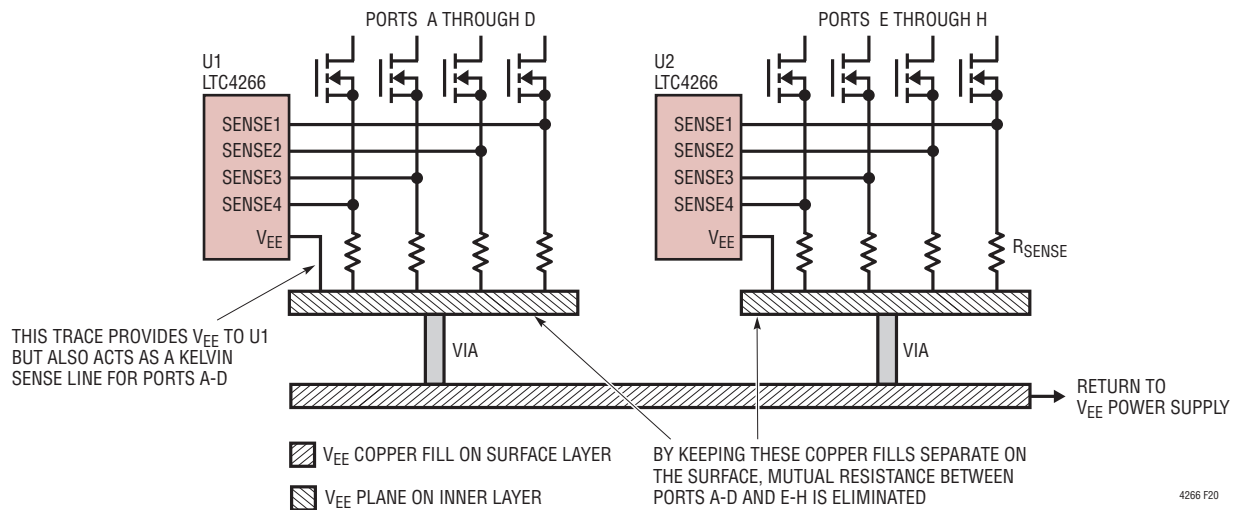 PORTS A THROUGH D
PORTS E THROUGH H
U1
LTC4266
SENSE1
SENSE2
SENSE3
SENSE4
VEE
U2
LTC4266
SENSE1
SENSE2
SENSE3
SENSE4
VEE
RSENSE
THIS TRACE PROVIDES VEE TO U1
BUT ALSO ACTS AS A KELVIN
SENSE LINE FOR PORTS A-D
VIA
VIA
RETURN TO
VEE POWER SUPPLY
VEE COPPER FILL ON SURFACE LAYER
VEE PLANE ON INNER LAYER
BY KEEPING THESE COPPER FILLS SEPARATE ON
THE SURFACE, MUTUAL RESISTANCE BETWEEN
PORTS A-D AND E-H IS ELIMINATED
4266 F20